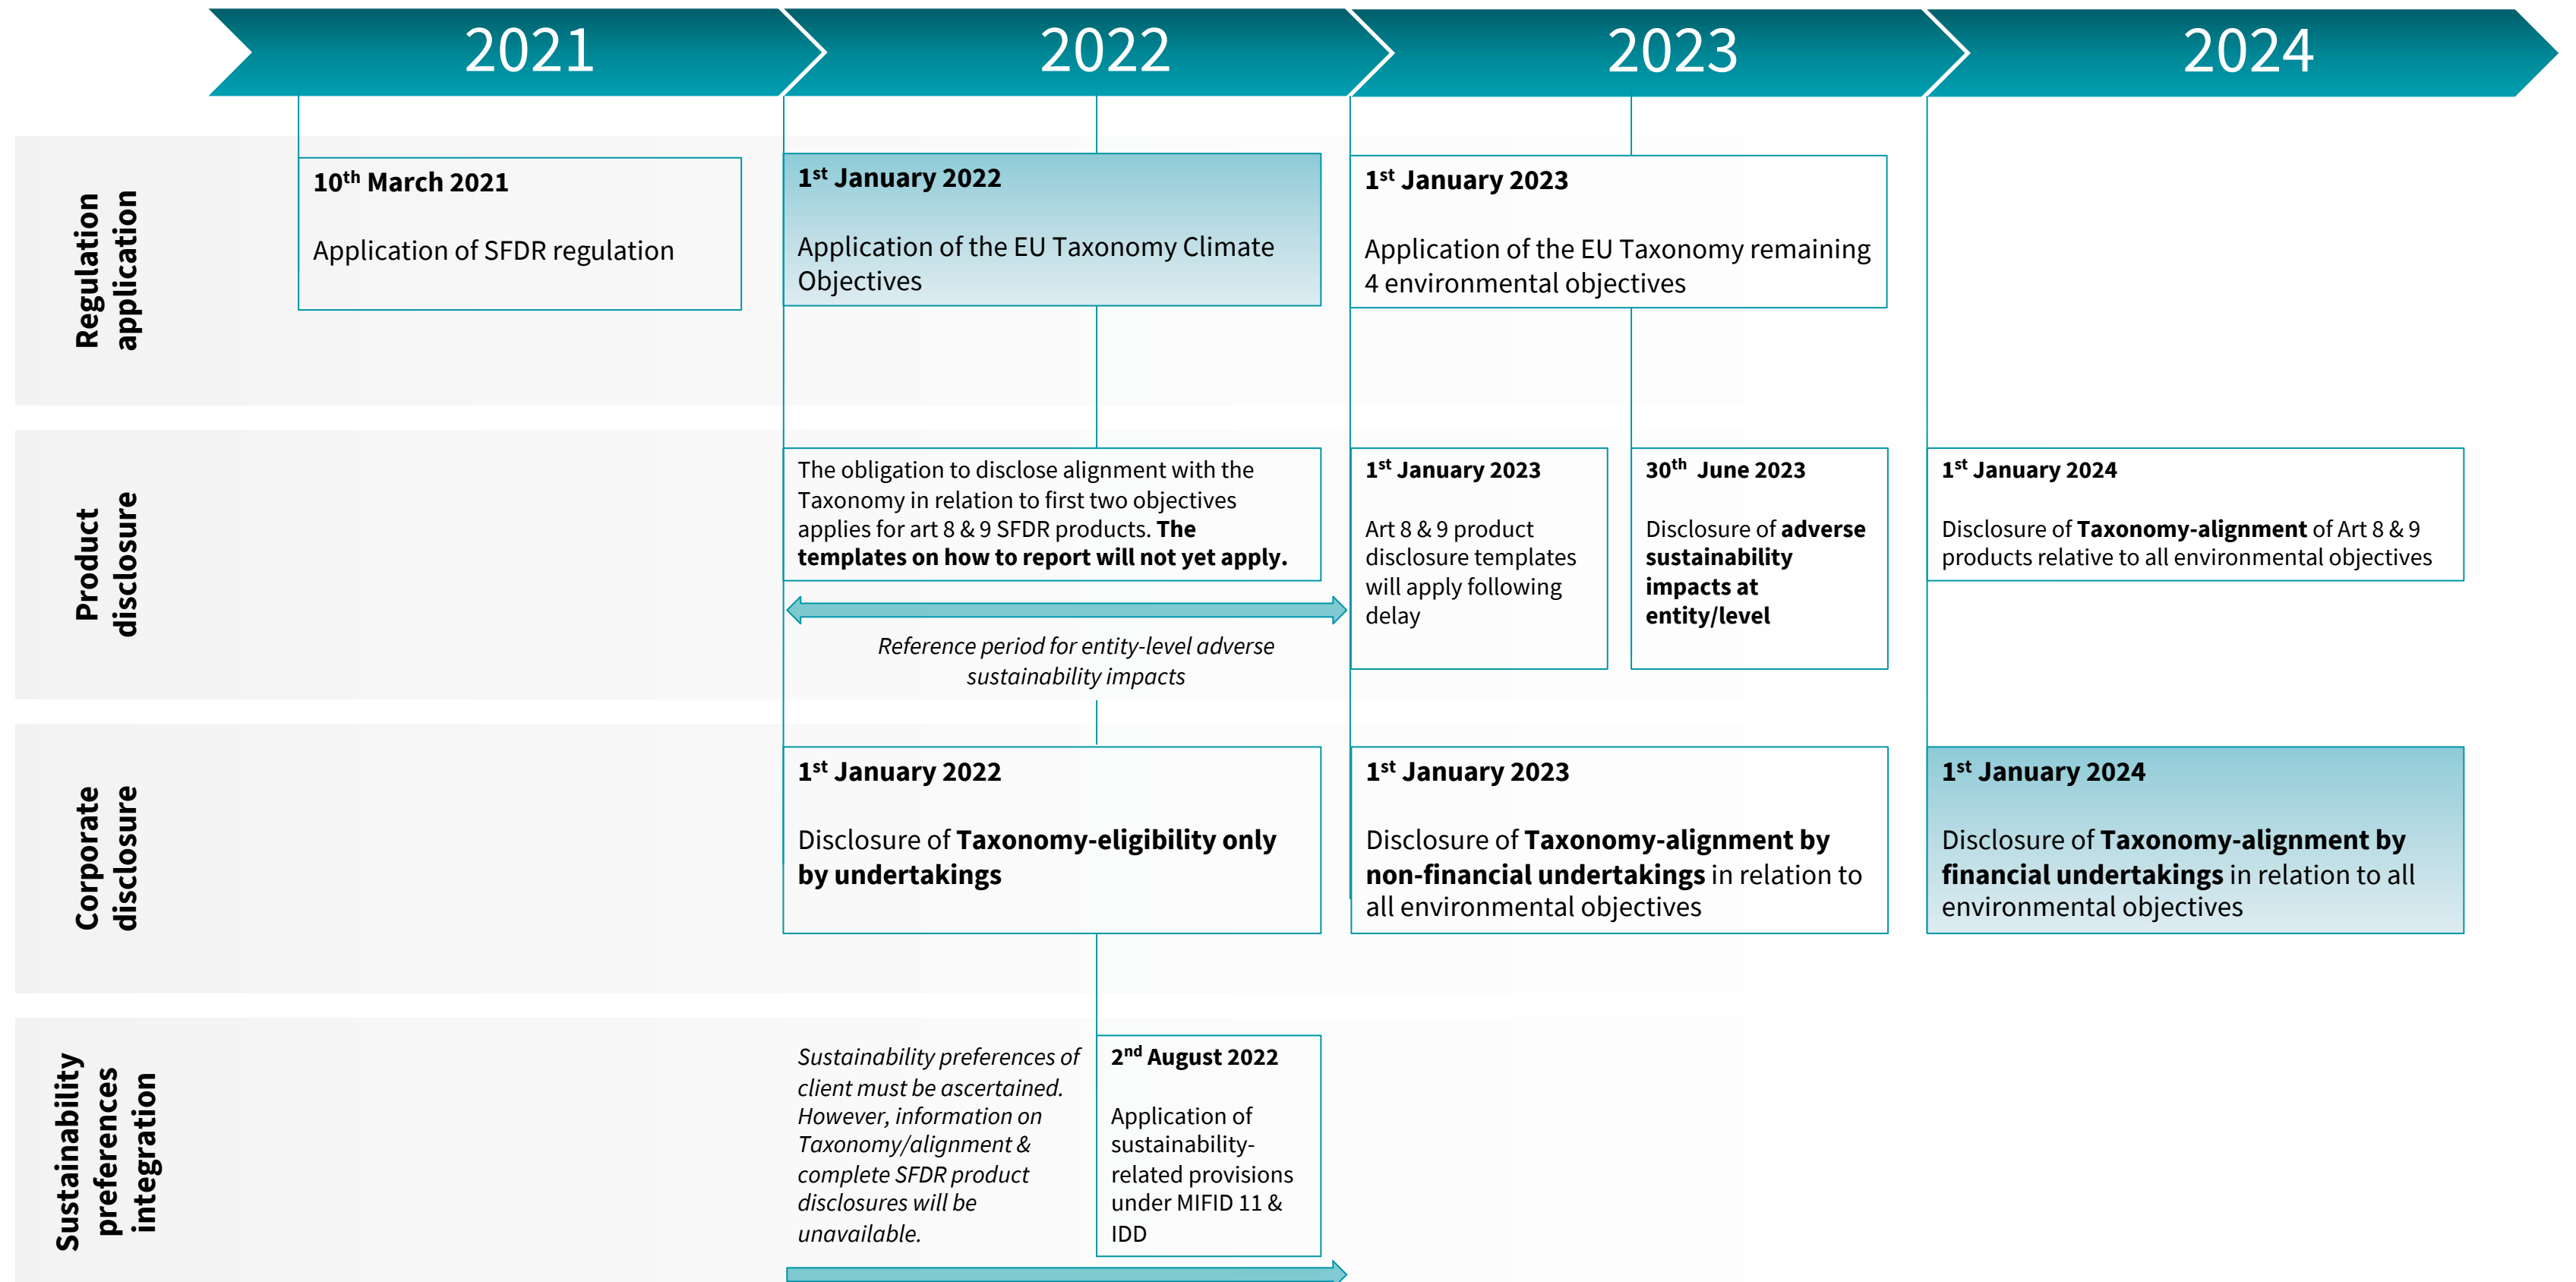 2021
2022
2023
2024
Regulation
application
10th March 2021
Application of SFDR regulation
1st January 2022
Application of the EU Taxonomy Climate
Objectives
1st January 2023
Application of the EU Taxonomy remaining
4 environmental objectives
Product
disclosure
The obligation to disclose alignment with the
Taxonomy in relation to first two objectives
applies for art 8 & 9 SFDR products. The
templates on how to report will not yet apply.
Reference period for entity-level adverse
sustainability impacts
1st January 2023
Art 8 & 9 product
disclosure templates
will apply following
delay
30th June 2023
Disclosure of adverse
sustainability
impacts at
entity/level
1st January 2024
Disclosure of Taxonomy-alignment of Art 8 & 9
products relative to all environmental objectives
Corporate
disclosure
1st January 2022
Disclosure of Taxonomy-eligibility only
by undertakings
1st January 2023
Disclosure of Taxonomy-alignment by
non-financial undertakings in relation to
all environmental objectives
1st January 2024
Disclosure of Taxonomy-alignment by
financial undertakings in relation to all
environmental objectives
Sustainability
preferences
integration
Sustainability preferences of
client must be ascertained.
However, information on
Taxonomy/alignment &
complete SFDR product
disclosures will be
unavailable.
2nd August 2022
Application of
sustainability-
related provisions
under MIFID 11 &
IDD